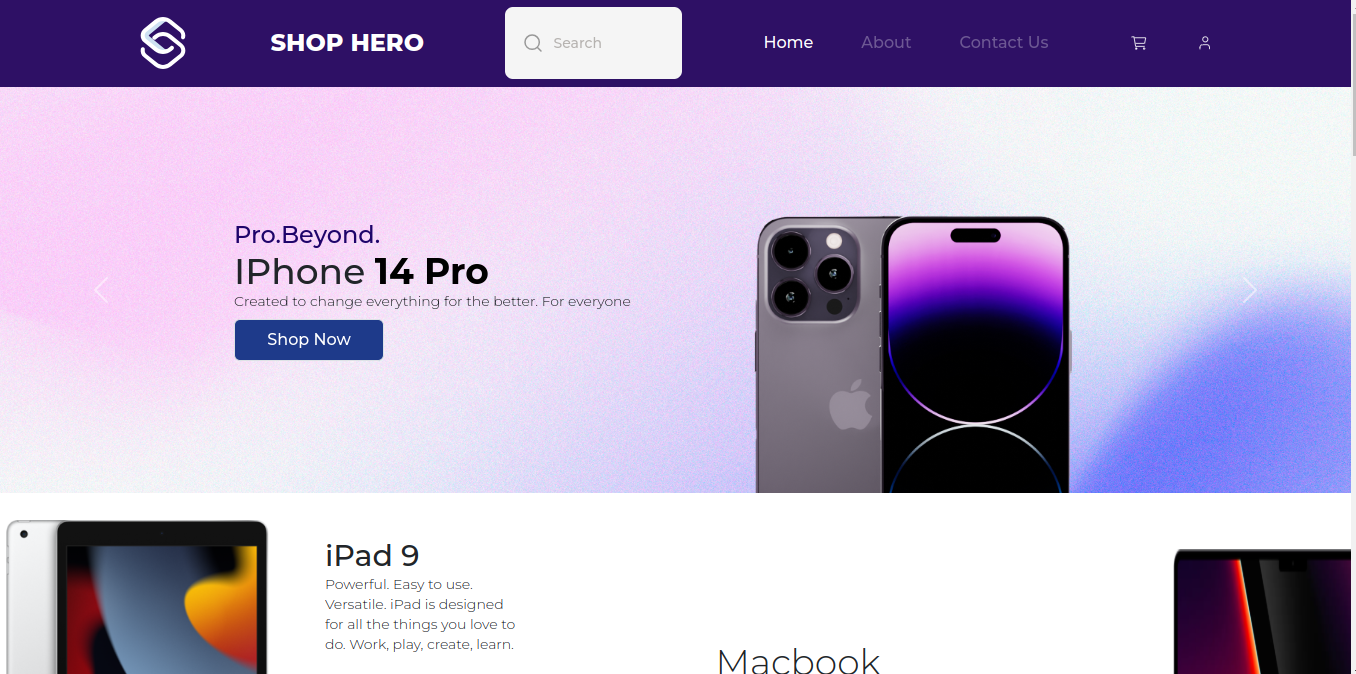 SHOP HERO
Search
Home
About
Contact Us
Pro.Beyond.
IPhone 14 Pro
Created to change everything for the better. For everyone
Shop Now
iPad 9
Powerful. Easy to use.
Versatile. iPad is designed
for all the things you love to
do. Work, play, create, learn.
Macbook